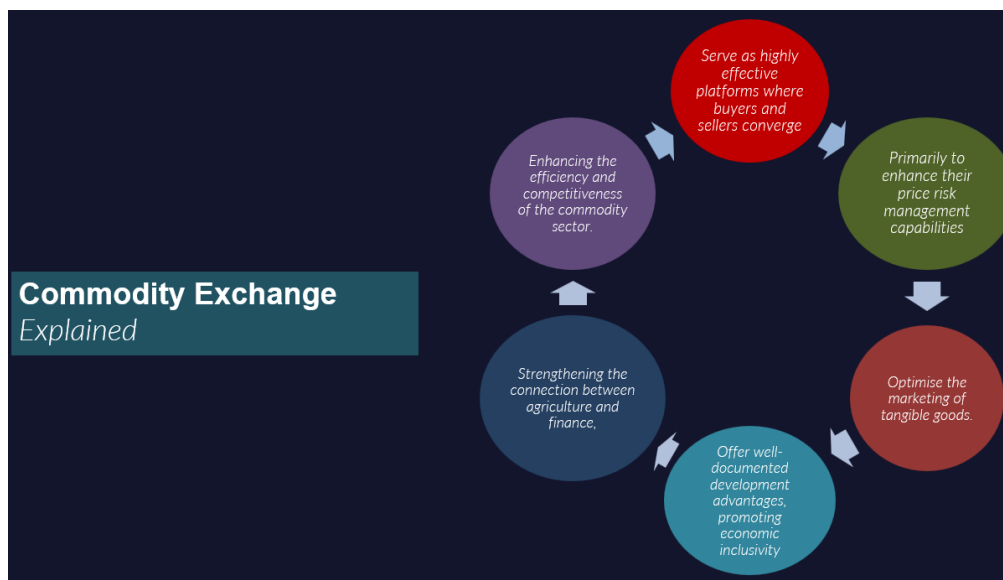 Commodity Exchange
Explained
Serve as highly
effective
platforms where
buyers and
sellers converge
Primarily to
enhance their
price risk
management
capabilities
Optimise the
marketing of
tangible goods.
Offer well-
documented
development
advantages,
promoting
economic
inclusivity
Strengthening the
connection between
agriculture and
finance,
Enhancing the
efficiency and
competitiveness
of the commodity
sector.